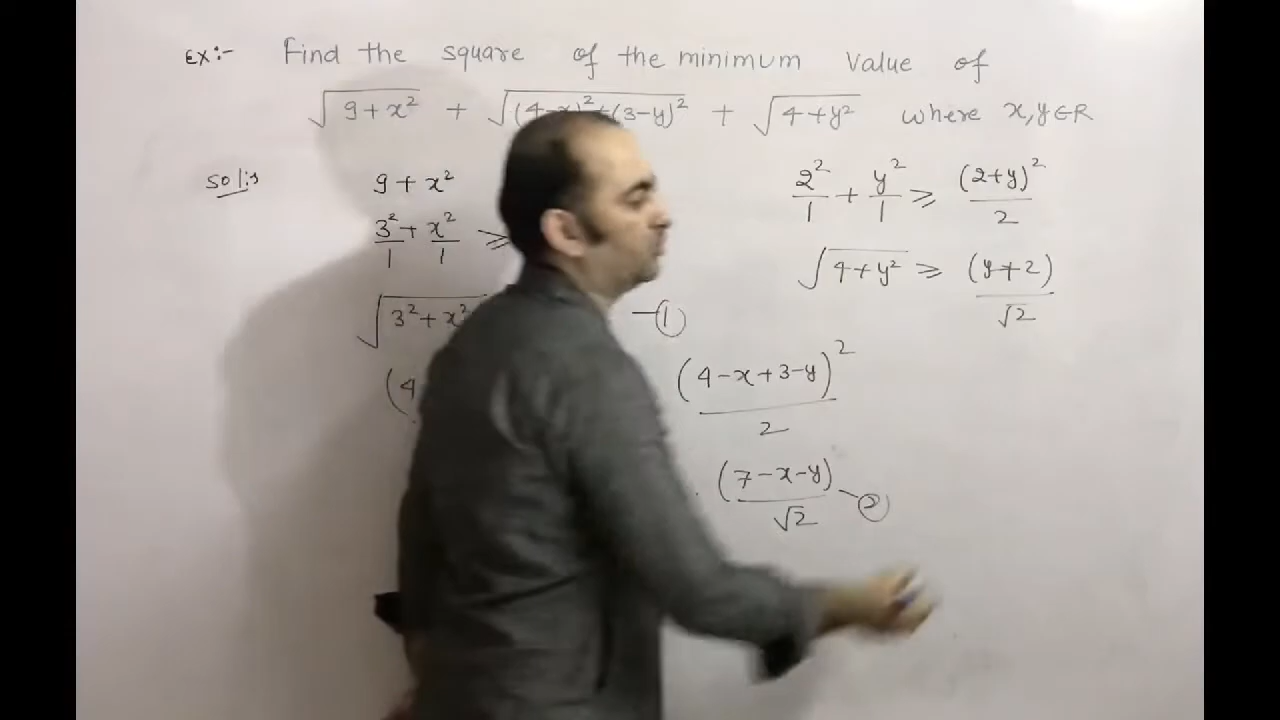 Ex:- Find the square of the minimum value of
√(9+x²) + √((4-x)²+(3-y)²) + √(4+y²) where x,y∈R
Sol:
9+x²
3²/1 + x²/1 ≥
√(3²+x²
—①
(4
(4-x+3-y)²/2
(7-x-y)/√2 —②
2²/1 + y²/1 ≥ (2+y)²/2
√(4+y²) ≥ (y+2)/√2